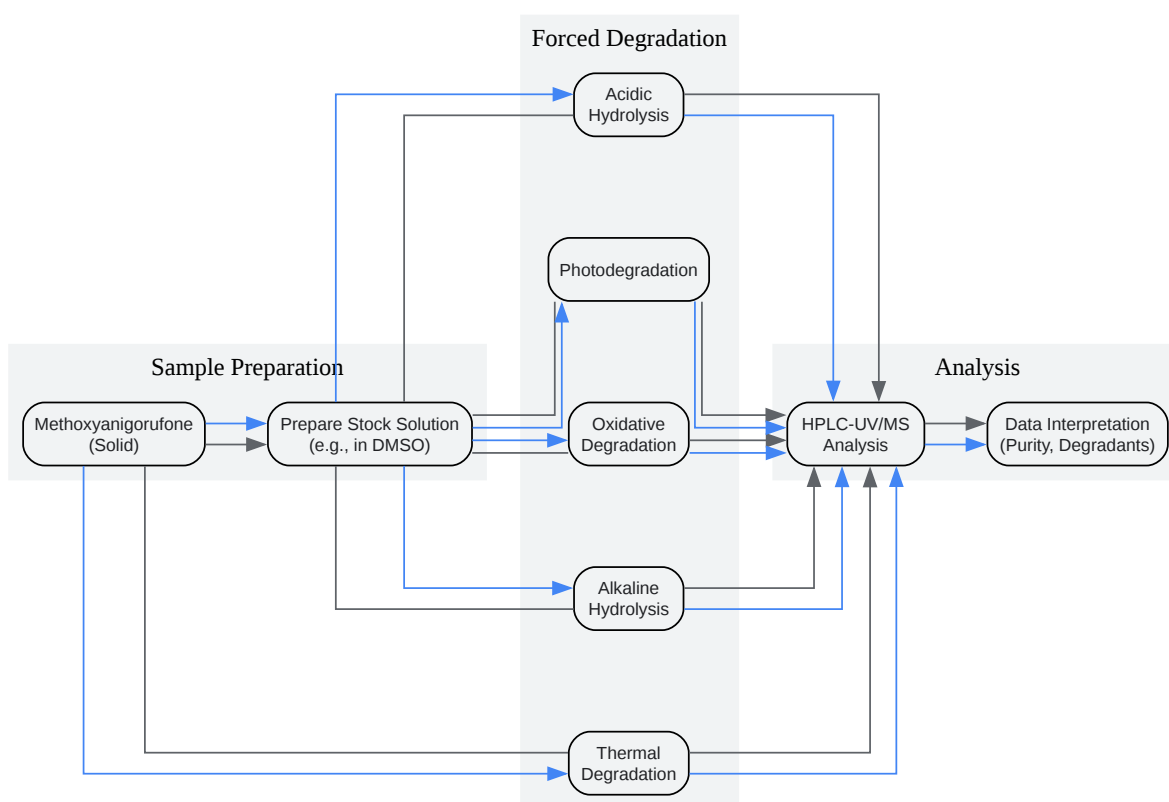 Forced Degradation
Acidic
Hydrolysis
Photodegradation
Sample Preparation
Analysis
Methoxyanigorufone
(Solid)
Prepare Stock Solution
(e.g., in DMSO)
Oxidative
Degradation
HPLC-UV/MS
Analysis
Data Interpretation
(Purity, Degradants)
Alkaline
Hydrolysis
Thermal
Degradation